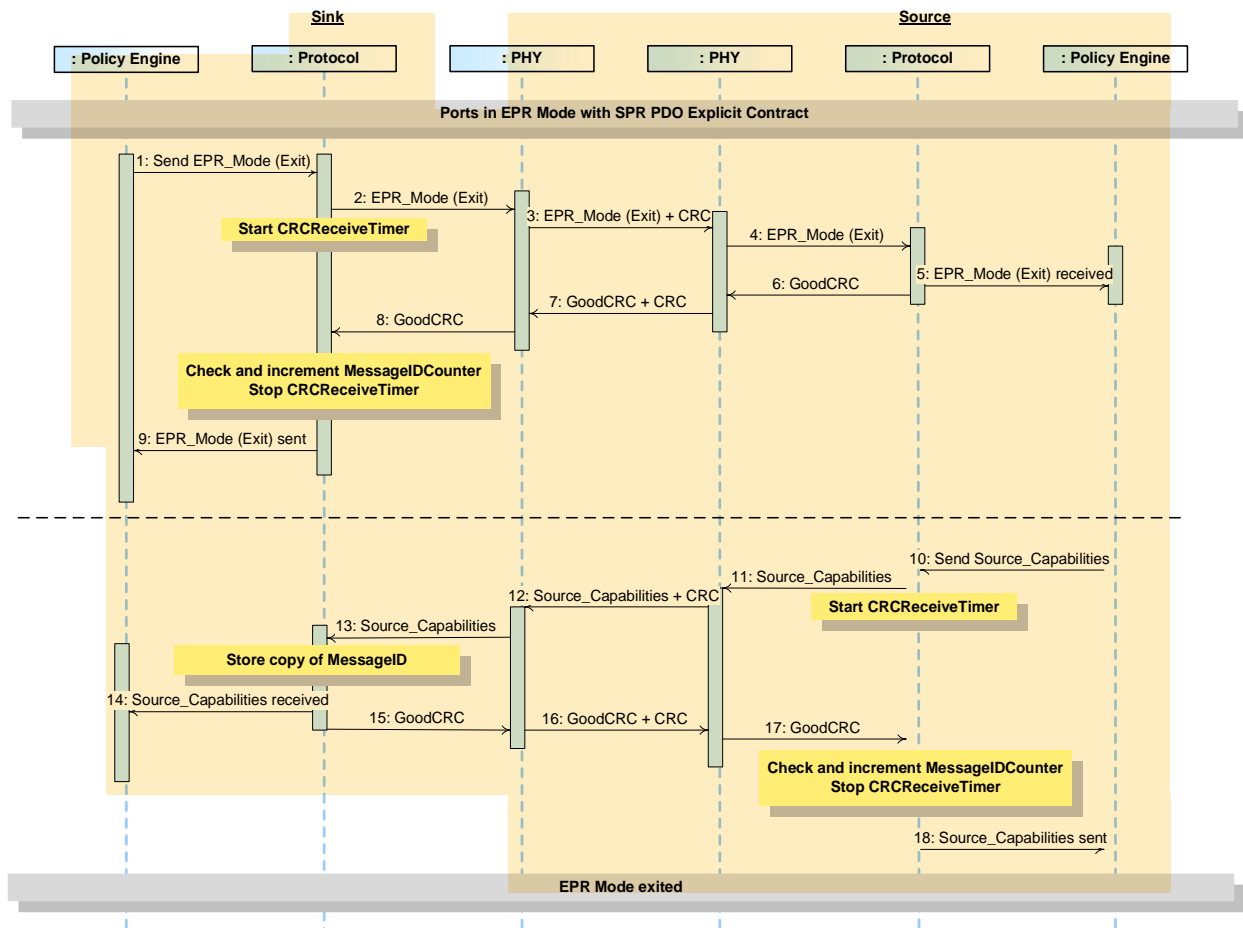 Sink
Source
: Policy Engine
: Protocol
: PHY
: PHY
: Protocol
: Policy Engine
Ports in EPR Mode with SPR PDO Explicit Contract
1: Send EPR_Mode (Exit)
2: EPR_Mode (Exit)
Start CRCReceiveTimer
3: EPR_Mode (Exit) + CRC
4: EPR_Mode (Exit)
5: EPR_Mode (Exit) received
6: GoodCRC
7: GoodCRC + CRC
8: GoodCRC
Check and increment MessageIDCounter
Stop CRCReceiveTimer
9: EPR_Mode (Exit) sent
10: Send Source_Capabilities
11: Source_Capabilities
Start CRCReceiveTimer
12: Source_Capabilities + CRC
13: Source_Capabilities
Store copy of MessageID
14: Source_Capabilities received
15: GoodCRC
16: GoodCRC + CRC
17: GoodCRC
Check and increment MessageIDCounter
Stop CRCReceiveTimer
18: Source_Capabilities sent
EPR Mode exited